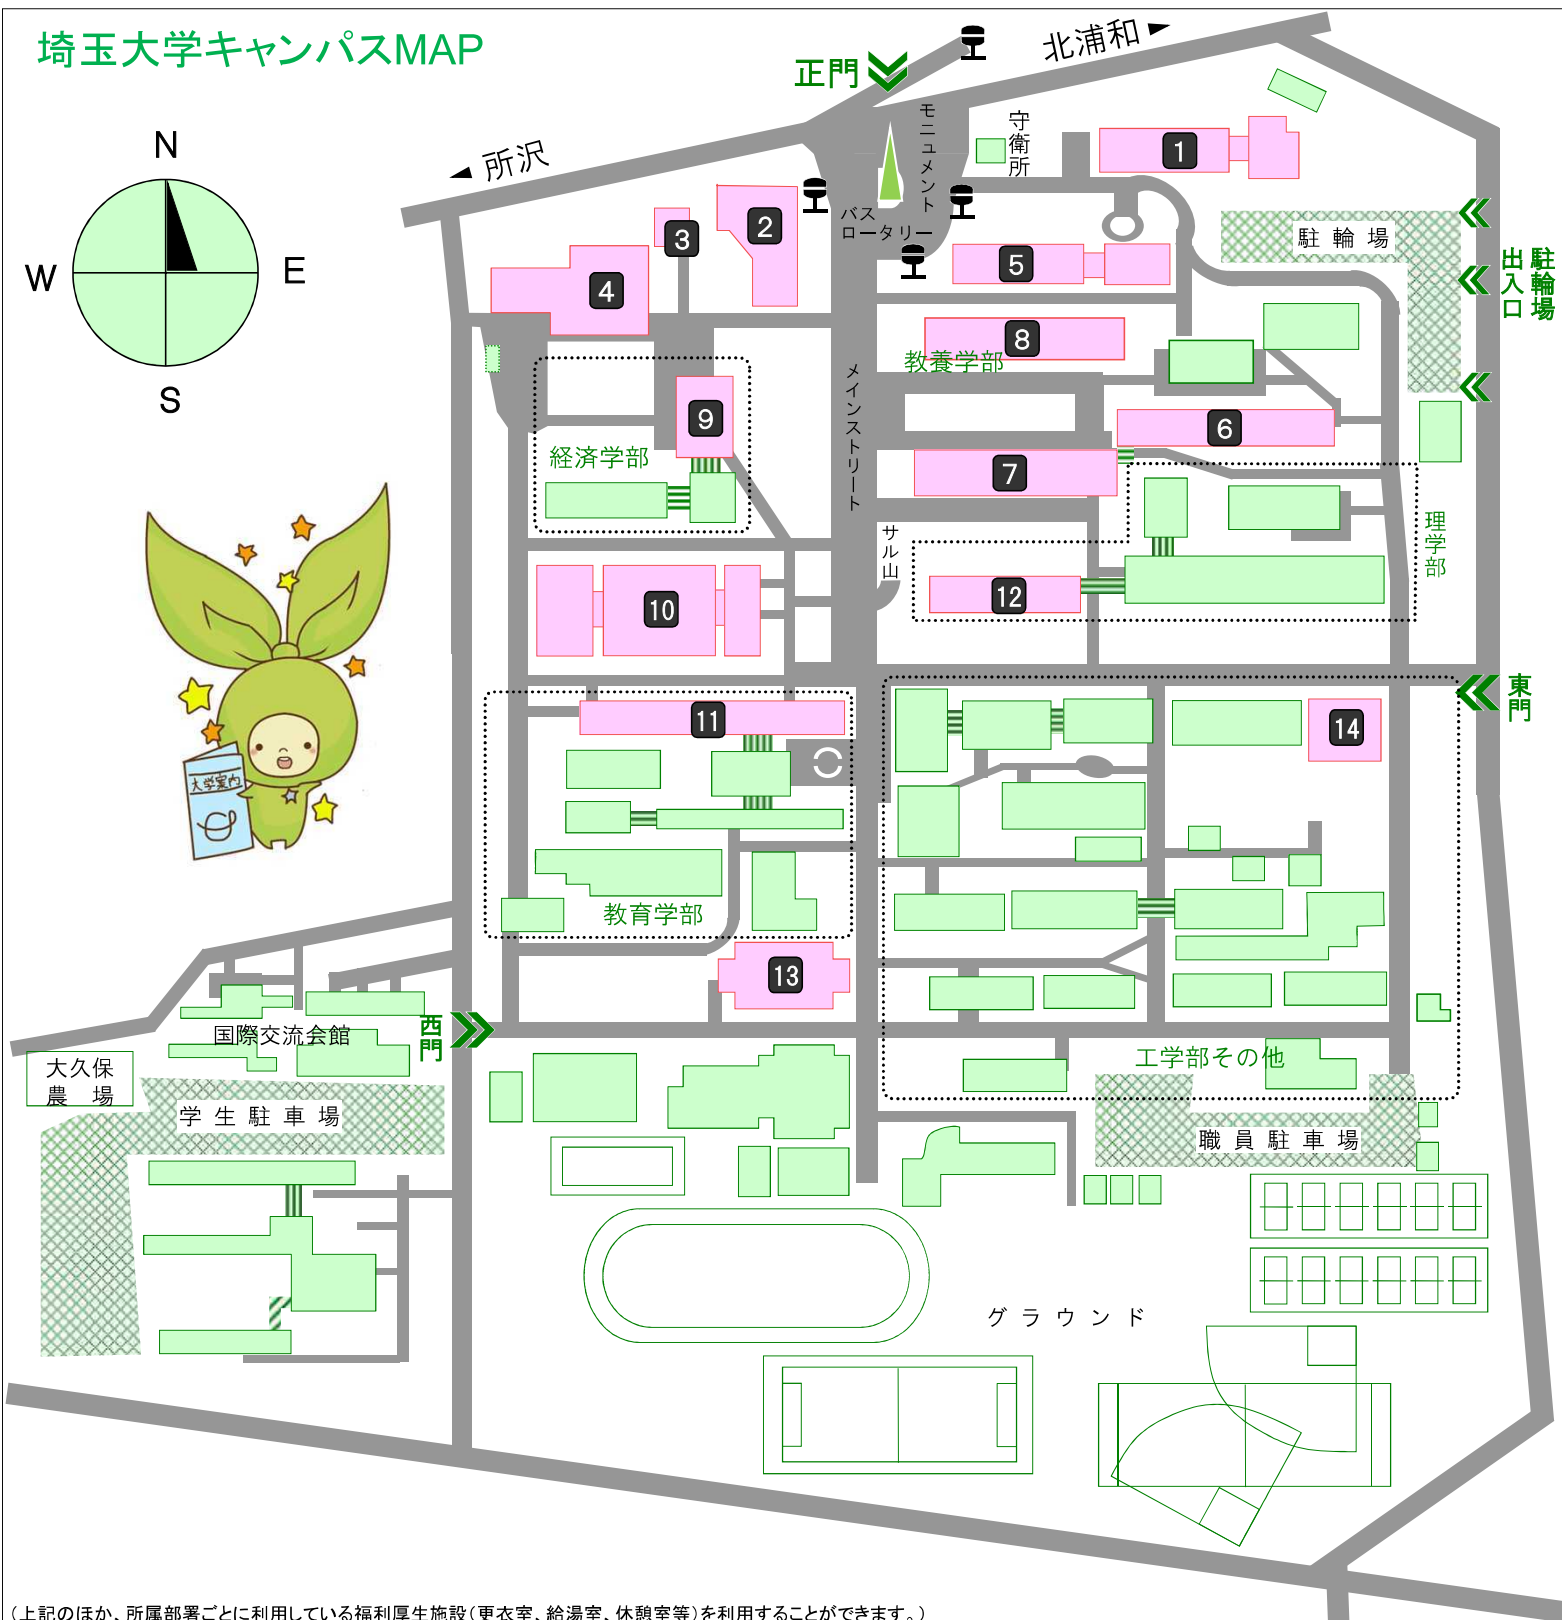 埼玉大学キャンパスMAP
北浦和 ►
正門
◄ 所沢
N
W
E
S
モニュメント
守衛所
バス
ロータリー
駐輪場
駐輪場
出入口
1
2
3
4
5
8
教養学部
メインストリート
9
経済学部
6
7
理学部
サル山
10
12
東門
11
14
大学案内
教育学部
13
国際交流会館
西門
大久保
農 場
学生駐車場
工学部その他
職員駐車場
グラウンド
(上記のほか、所属部署ごとに利用している福利厚生施設(更衣室、給湯室、休憩室等)を利用することができます。)